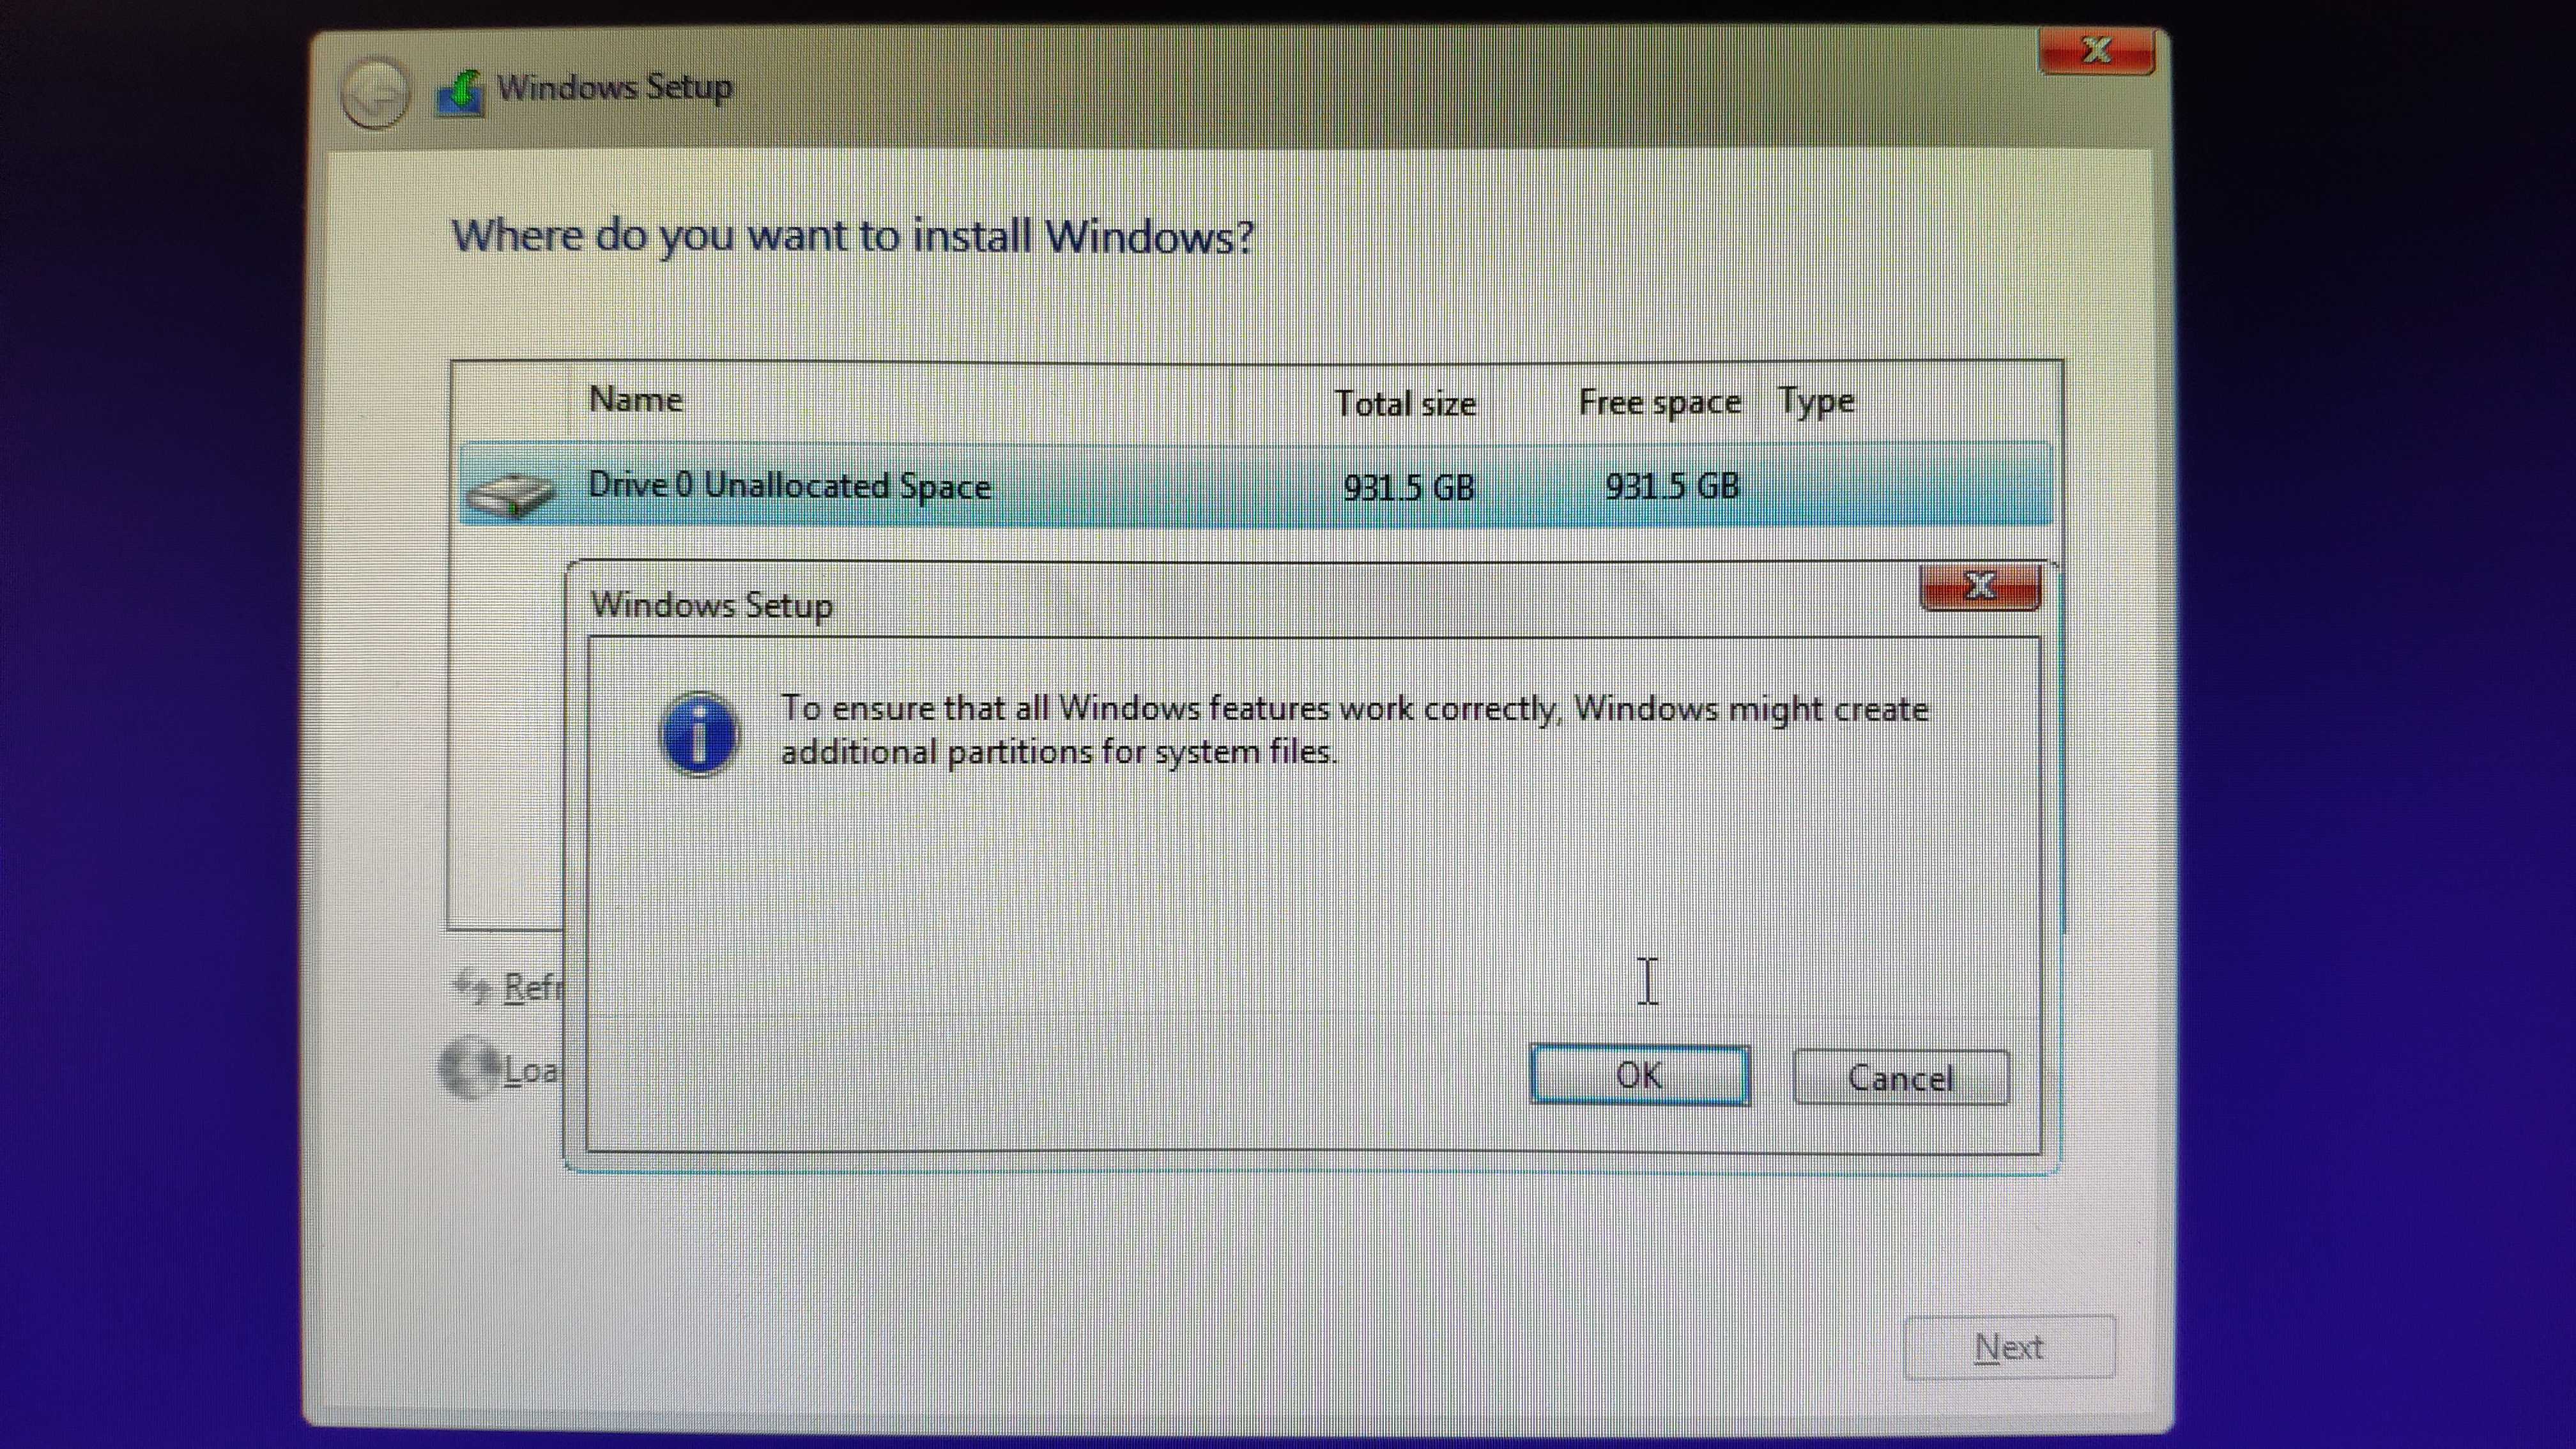 Windows Setup
Where do you want to install Windows?
Name Total size Free space Type
Drive 0 Unallocated Space 931.5 GB 931.5 GB
Windows Setup
To ensure that all Windows features work correctly, Windows might create
additional partitions for system files.
Refr
Loa
OK Cancel
Next